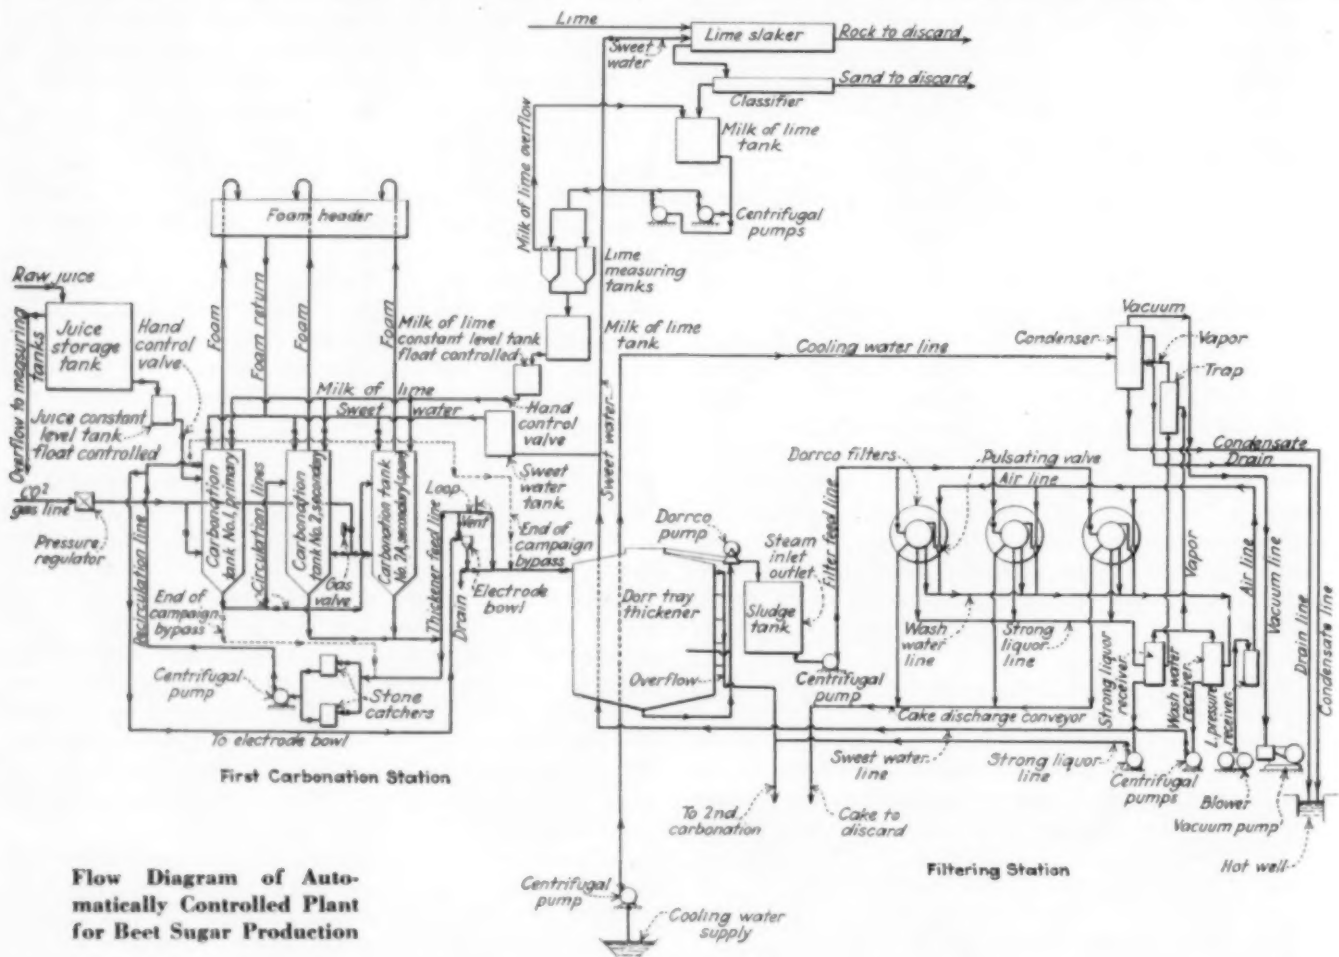 Lime
Lime slaker
Rock to discard
Sweet
water
Sand to discard
Classifier
Milk of lime
tank
Milk of lime overflow
Centrifugal
pumps
Foam header
Lime
measuring
tanks
Raw juice
Juice
storage
tank
Hand
control
valve
Overflow to measuring
tanks
Foam
Foam return
Foam
Foam
Milk of lime
constant level tank
float controlled
Milk of lime
tank
Cooling water line
Vacuum
Condenser
Vapor
Trap
Milk of lime
Sweet water
Hand
control
valve
Sweet water
Juice constant
level tank
float controlled
Condensate
Drain
Dorrco filters
Pulsating valve
Air line
CO2
gas line
Pressure
regulator
Carbonation
tank No.1, primary
Circulation lines
Carbonation
tank No.2, secondary
Carbonation tank
No. 2A, secondary (spare)
Gas
valve
Loop
Vent
Sweet
water tank
End of
campaign
bypass
Electrode
bowl
Thickener feed line
Drain
Recirculation line
End of
campaign
bypass
Dorrco
pump
Steam
inlet
outlet
Filter feed line
Dorr tray
thickener
Sludge
tank
Overflow
Centrifugal
pump
Wash
water
line
Strong
liquor
line
Vapor
Air line
Vacuum line
Drain line
Condensate line
Strong liquor
receiver
Wash water
receiver
L.pressure
receiver
Centrifugal
pump
Stone
catchers
To electrode bowl
Cake discharge conveyor
Sweet water
line
Strong liquor
line
Centrifugal
pumps
Blower
Vacuum pump
Hot well
First Carbonation Station
To 2nd
carbonation
Cake to
discard
Filtering Station
Centrifugal
pump
Cooling water
supply
Flow Diagram of Auto-
matically Controlled Plant
for Beet Sugar Production